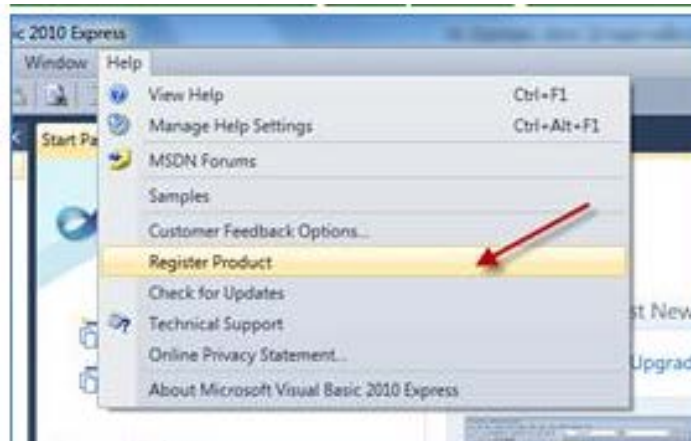 ic 2010 Express
Window Help
Start Pa
View Help Ctrl+F1
Manage Help Settings Ctrl+Alt+F1
MSDN Forums
Samples
Customer Feedback Options...
Register Product
Check for Updates
st New
Technical Support
Online Privacy Statement...
Upgrad
About Microsoft Visual Basic 2010 Express